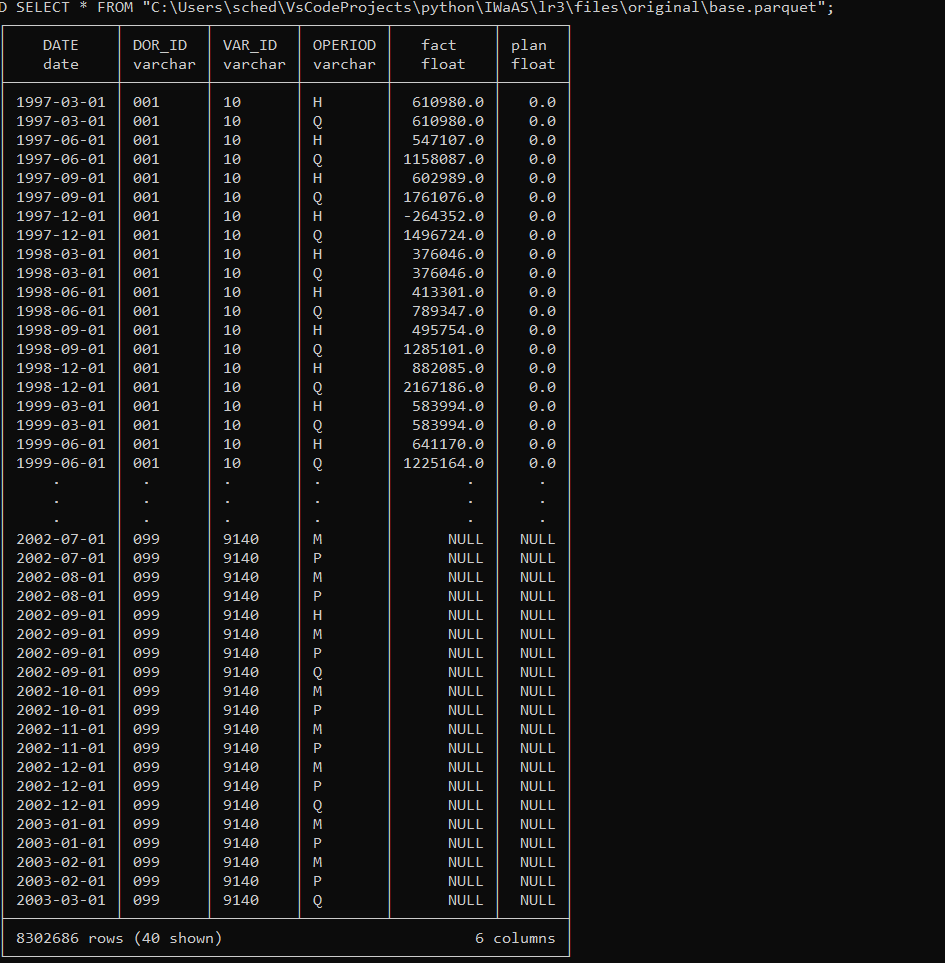 D SELECT * FROM "C:\Users\sched\VsCodeProjects\python\IWaAS\lr3\files\original\base.parquet";
DATE DOR_ID VAR_ID OPERIOD fact plan
date varchar varchar varchar float float
1997-03-01 001 10 H 610980.0 0.0
1997-03-01 001 10 Q 610980.0 0.0
1997-06-01 001 10 H 547107.0 0.0
1997-06-01 001 10 Q 1158087.0 0.0
1997-09-01 001 10 H 602989.0 0.0
1997-09-01 001 10 Q 1761076.0 0.0
1997-12-01 001 10 H -264352.0 0.0
1997-12-01 001 10 Q 1496724.0 0.0
1998-03-01 001 10 H 376046.0 0.0
1998-03-01 001 10 Q 376046.0 0.0
1998-06-01 001 10 H 413301.0 0.0
1998-06-01 001 10 Q 789347.0 0.0
1998-09-01 001 10 H 495754.0 0.0
1998-09-01 001 10 Q 1285101.0 0.0
1998-12-01 001 10 H 882085.0 0.0
1998-12-01 001 10 Q 2167186.0 0.0
1999-03-01 001 10 H 583994.0 0.0
1999-03-01 001 10 Q 583994.0 0.0
1999-06-01 001 10 H 641170.0 0.0
1999-06-01 001 10 Q 1225164.0 0.0
. . . . . .
. . . . . .
. . . . . .
2002-07-01 099 9140 M NULL NULL
2002-07-01 099 9140 P NULL NULL
2002-08-01 099 9140 M NULL NULL
2002-08-01 099 9140 P NULL NULL
2002-09-01 099 9140 H NULL NULL
2002-09-01 099 9140 M NULL NULL
2002-09-01 099 9140 P NULL NULL
2002-09-01 099 9140 Q NULL NULL
2002-10-01 099 9140 M NULL NULL
2002-10-01 099 9140 P NULL NULL
2002-11-01 099 9140 M NULL NULL
2002-11-01 099 9140 P NULL NULL
2002-12-01 099 9140 M NULL NULL
2002-12-01 099 9140 P NULL NULL
2002-12-01 099 9140 Q NULL NULL
2003-01-01 099 9140 M NULL NULL
2003-01-01 099 9140 P NULL NULL
2003-02-01 099 9140 M NULL NULL
2003-02-01 099 9140 P NULL NULL
2003-03-01 099 9140 Q NULL NULL
8302686 rows (40 shown) 6 columns